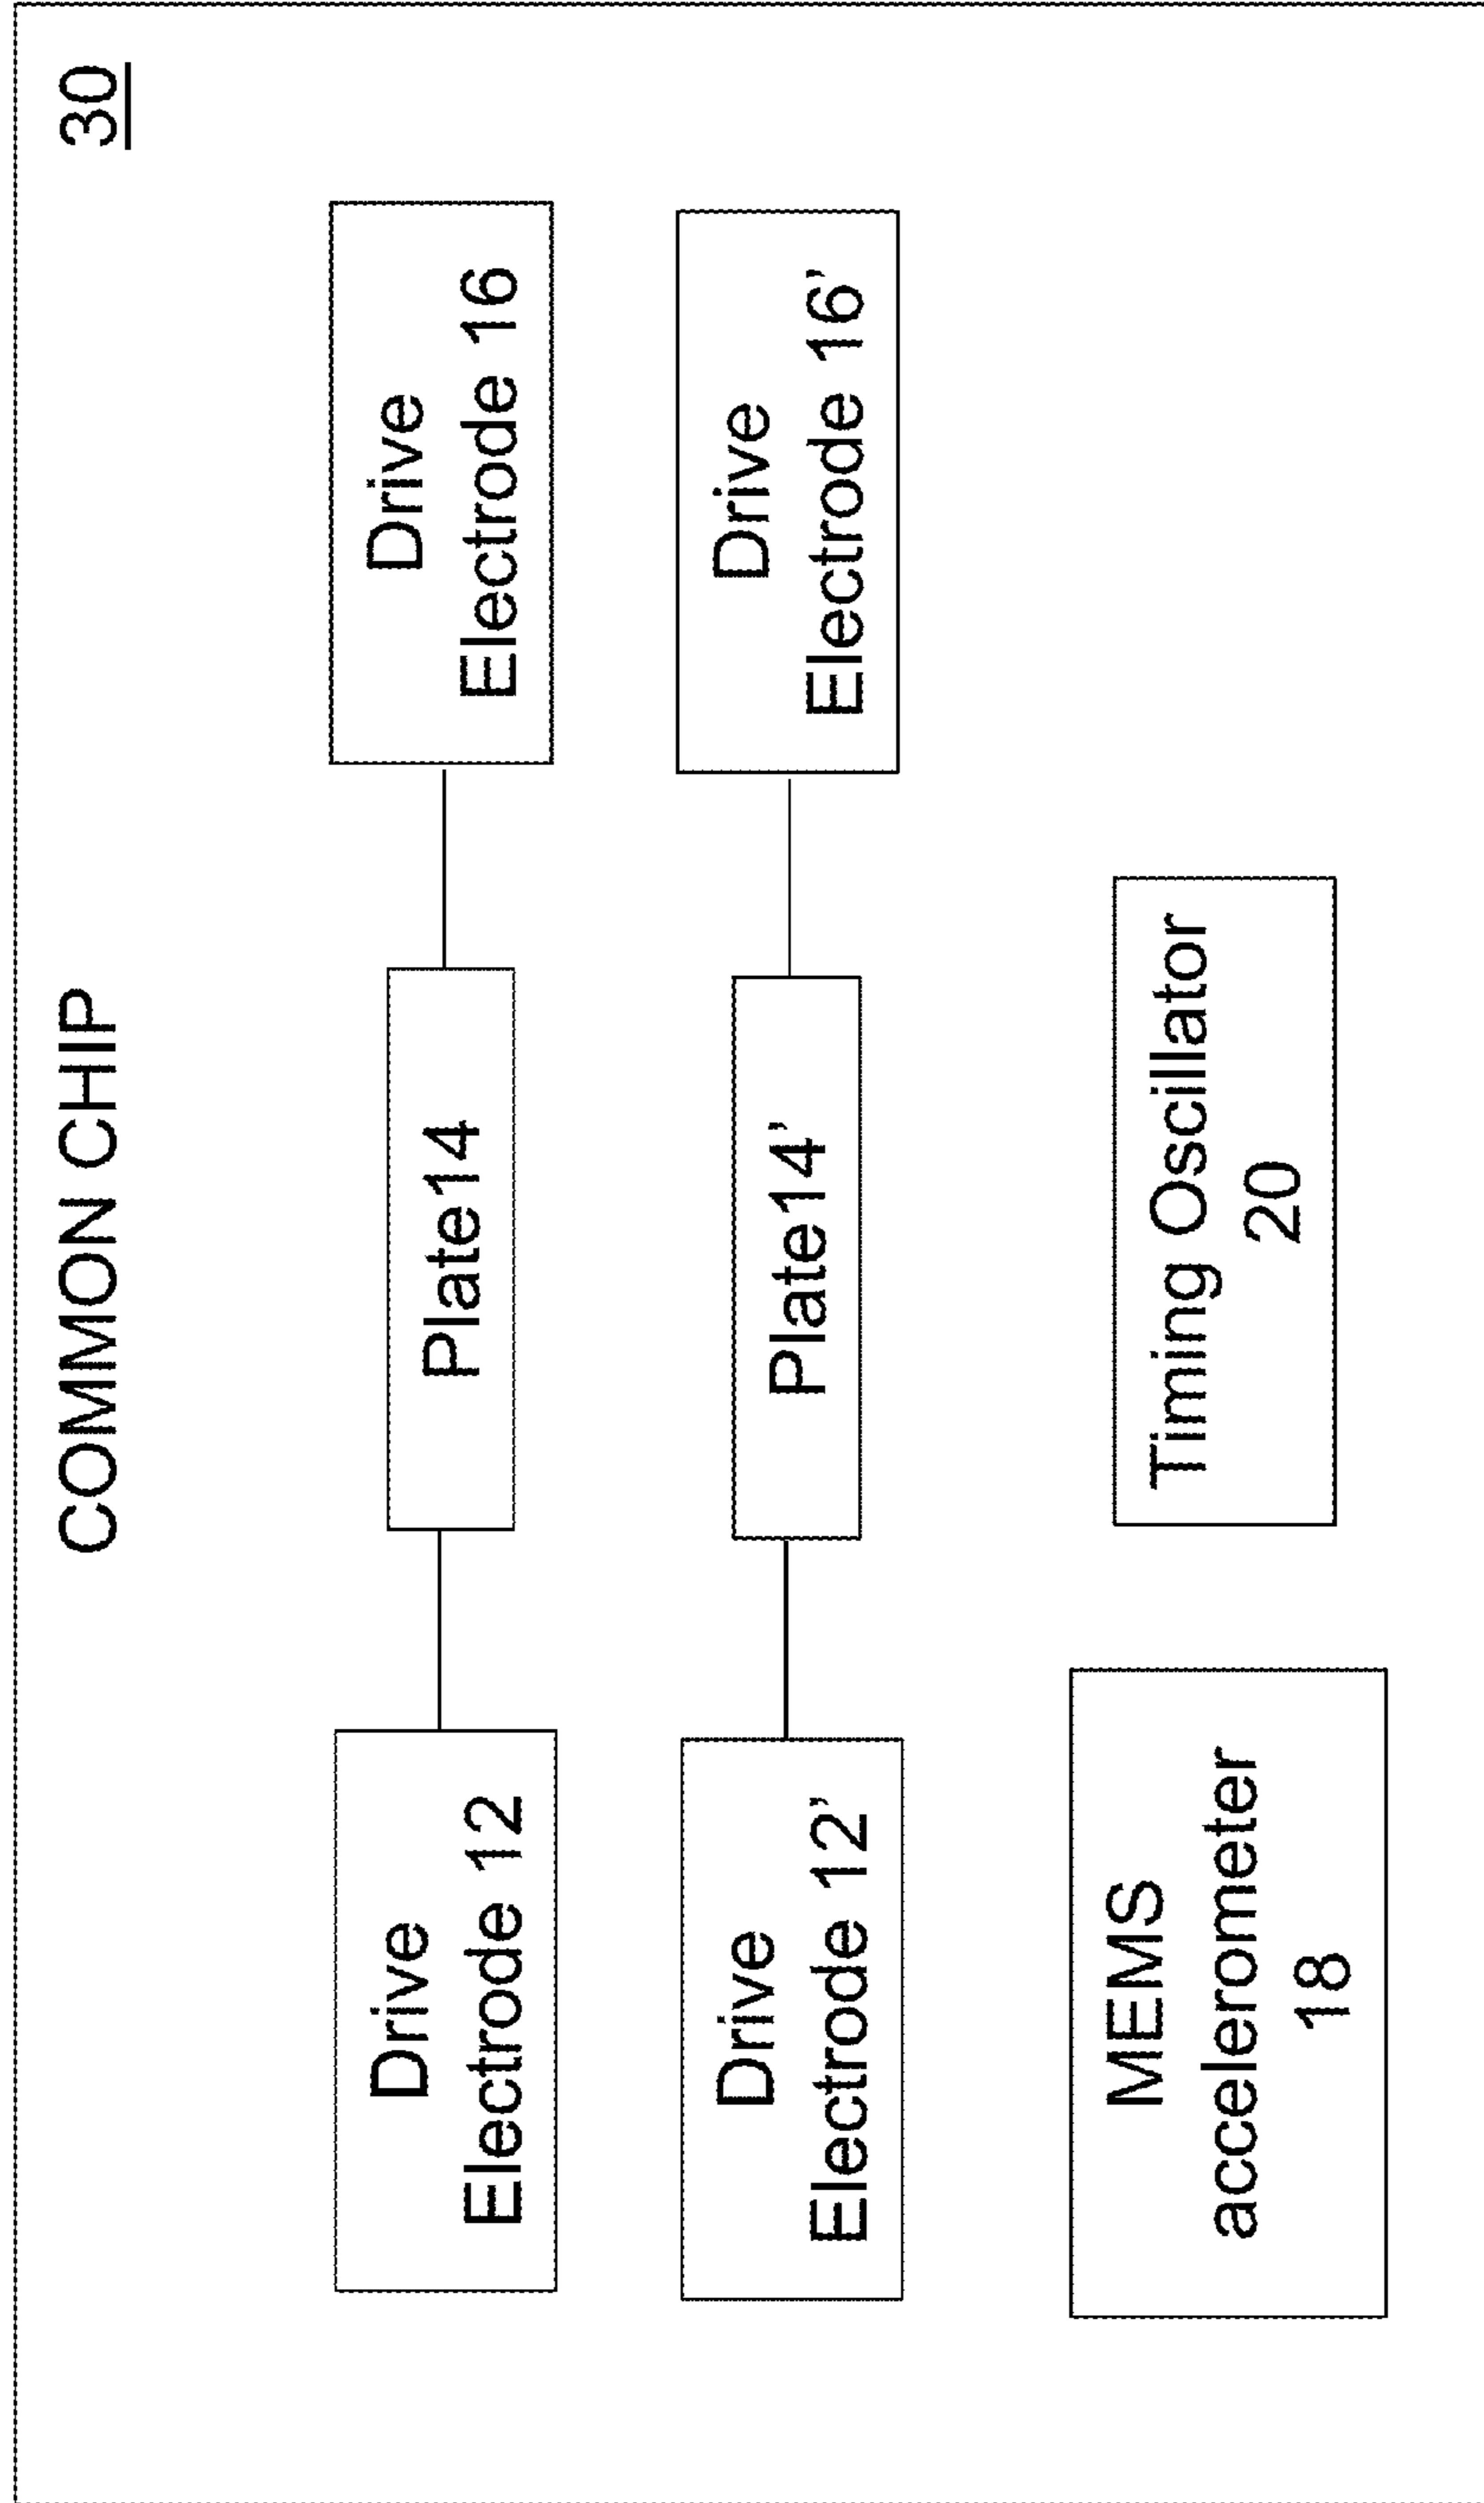 COMMON CHIP
30
Drive
Electrode 12
Plate14
Drive
Electrode 16
Drive
Electrode 12’
Plate14’
Drive
Electrode 16’
MEMS
accelerometer
18
Timing Oscillator
20